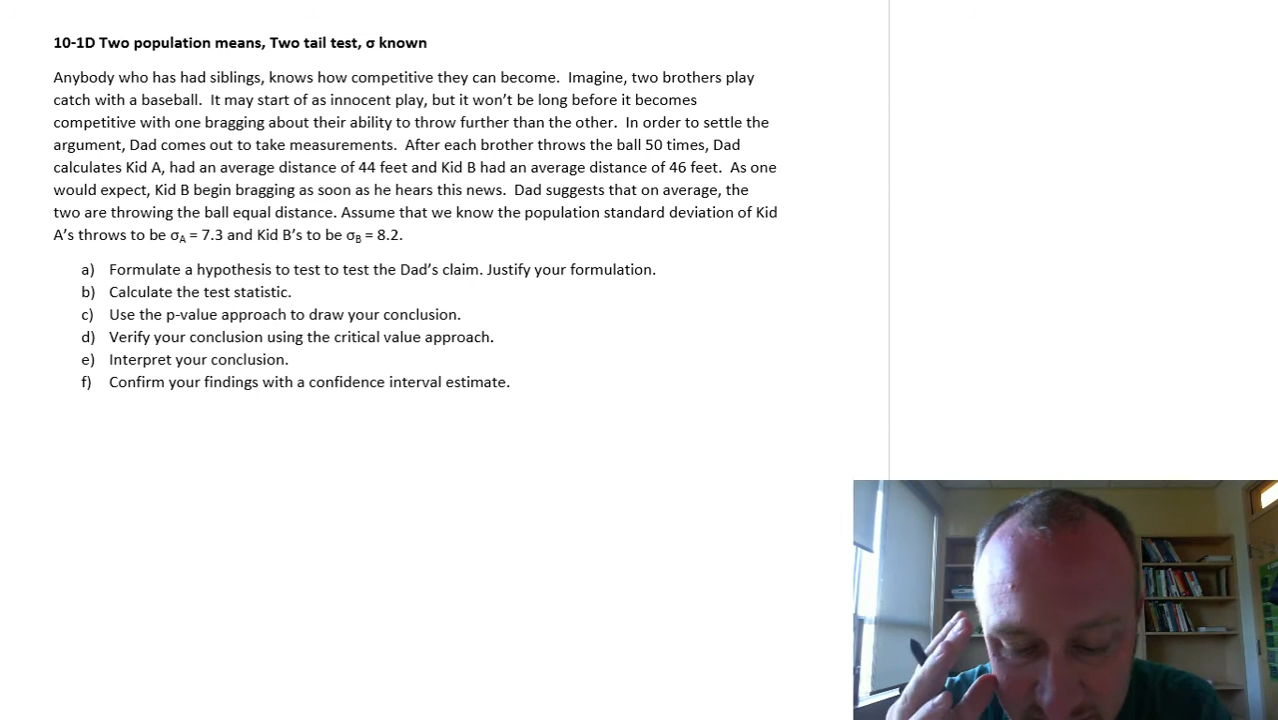 10-1D Two population means, Two tail test, σ known
Anybody who has had siblings, knows how competitive they can become.  Imagine, two brothers play
catch with a baseball.  It may start of as innocent play, but it won't be long before it becomes
competitive with one bragging about their ability to throw further than the other.  In order to settle the
argument, Dad comes out to take measurements.  After each brother throws the ball 50 times, Dad
calculates Kid A, had an average distance of 44 feet and Kid B had an average distance of 46 feet.  As one
would expect, Kid B begin bragging as soon as he hears this news.  Dad suggests that on average, the
two are throwing the ball equal distance. Assume that we know the population standard deviation of Kid
A's throws to be σA = 7.3 and Kid B's to be σB = 8.2.
a) Formulate a hypothesis to test to test the Dad's claim. Justify your formulation.
b) Calculate the test statistic.
c) Use the p-value approach to draw your conclusion.
d) Verify your conclusion using the critical value approach.
e) Interpret your conclusion.
f) Confirm your findings with a confidence interval estimate.